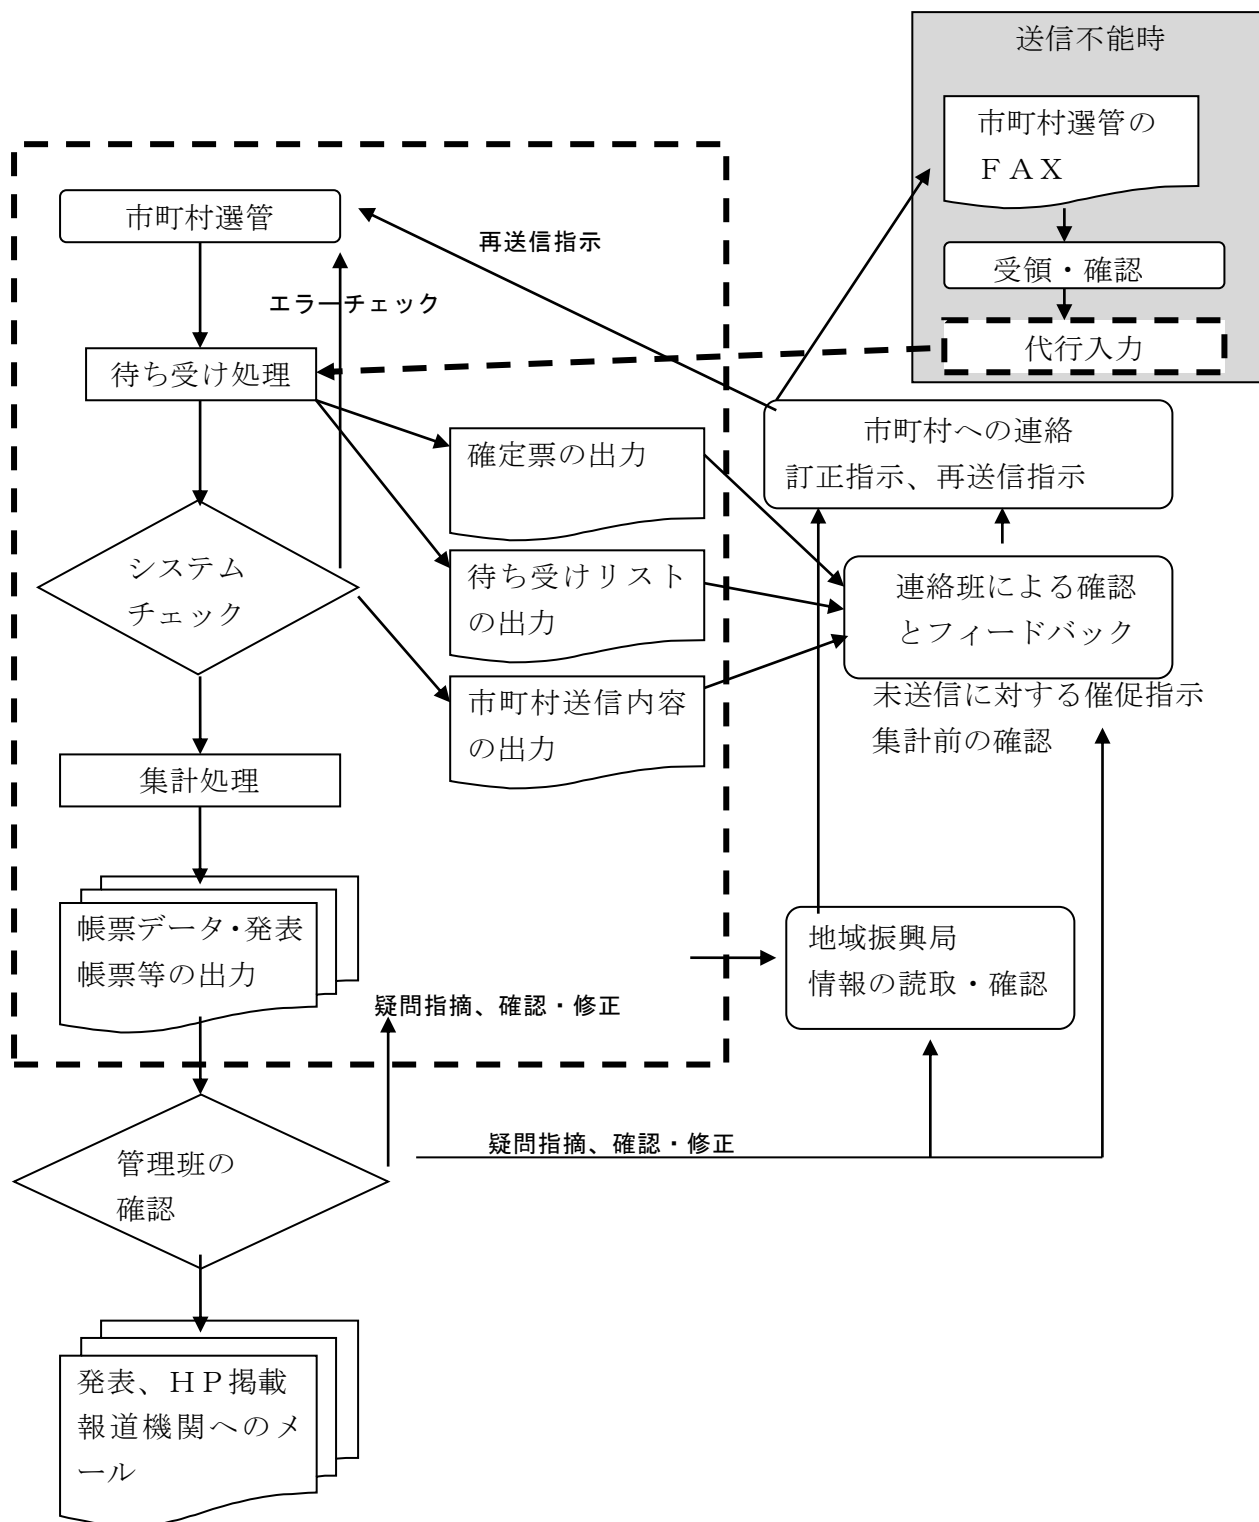 送信不能時
市町村選管の
ＦＡＸ
受領・確認
代行入力
市町村選管
再送信指示
エラーチェック
待ち受け処理
市町村への連絡
訂正指示、再送信指示
確定票の出力
システム
チェック
待ち受けリスト
の出力
連絡班による確認
とフィードバック
市町村送信内容
の出力
未送信に対する催促指示
集計前の確認
集計処理
帳票データ・発表
帳票等の出力
地域振興局
情報の読取・確認
疑問指摘、確認・修正
疑問指摘、確認・修正
管理班の
確認
発表、ＨＰ掲載
報道機関へのメ
ール